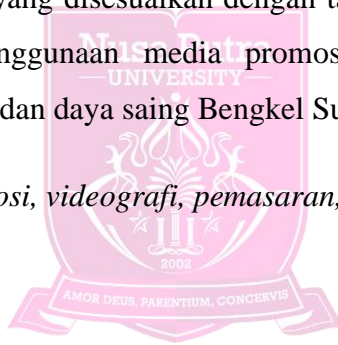 yang disesuaikan dengan
nggunaan media promos
Nusa Putra
UNIVERSITY
dan daya saing Bengkel Su
osi, videografi, pemasaran,
2002
AMOR DEUS, PARENTIUM, CONCERVIS